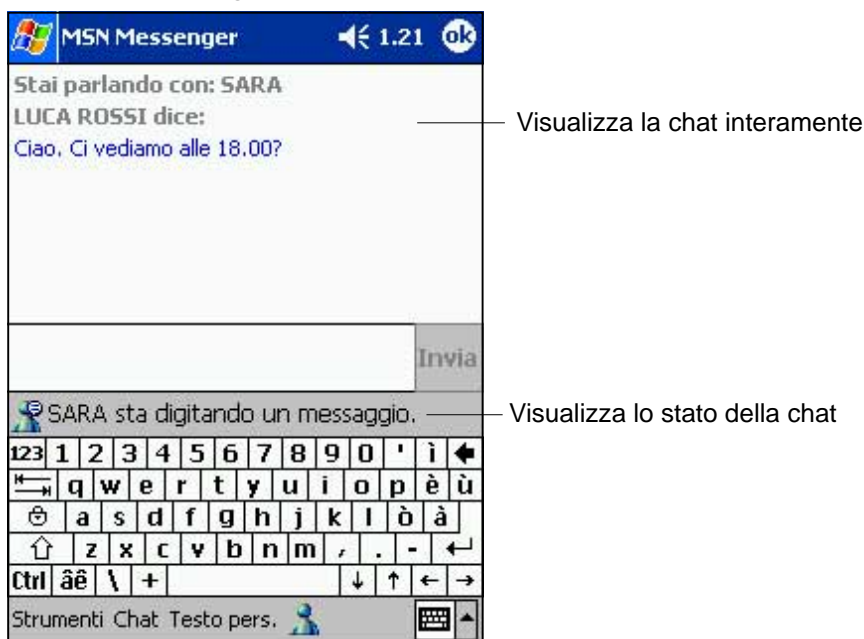 MSN Messenger 1.21 ok
Stai parlando con: SARA
LUCA ROSSI dice:
Visualizza la chat interamente
Ciao. Ci vediamo alle 18.00?
Invia
SARA sta digitando un messaggio.
Visualizza lo stato della chat
123 1 2 3 4 5 6 7 8 9 0 ' ì
q w e r t y u i o p è ù
a s d f g h j k l ò à
z x c v b n m , . -
Ctrl âê \ + ↓ ↑ ← →
Strumenti Chat Testo pers.